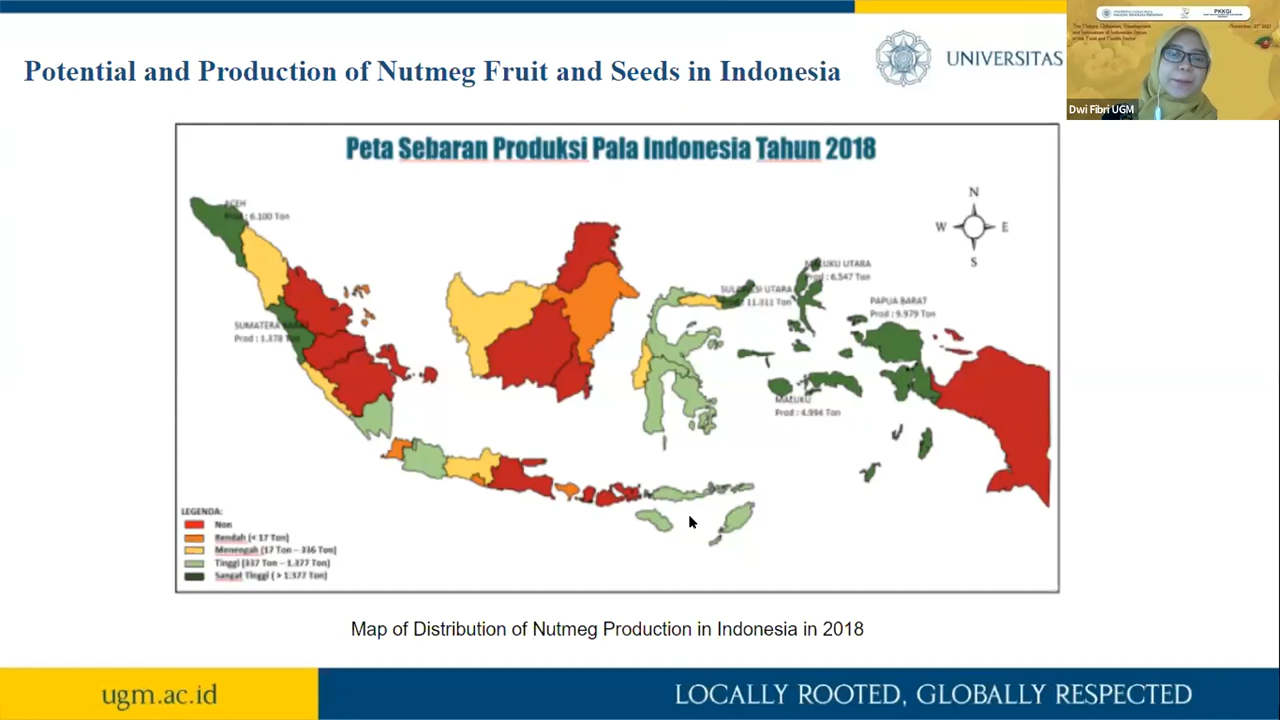 Potential and Production of Nutmeg Fruit and Seeds in Indonesia
UNIVERSITAS
PKKGI
November, 27
Dwi Fibri UGM
Peta Sebaran Produksi Pala Indonesia Tahun 2018
N
W
E
S
ACEH
Prod : 6.100 Ton
SUMATERA BARAT
Prod : 1.378 Ton
SULAWESI UTARA
Prod : 11.311 Ton
MALUKU UTARA
Prod : 6.547 Ton
PAPUA BARAT
Prod : 9.979 Ton
MALUKU
Prod : 4.994 Ton
LEGENDA:
Non
Rendah (< 17 Ton)
Menengah (17 Ton – 336 Ton)
Tinggi (337 Ton – 1.377 Ton)
Sangat Tinggi ( > 1.377 Ton)
Map of Distribution of Nutmeg Production in Indonesia in 2018
ugm.ac.id
LOCALLY ROOTED, GLOBALLY RESPECTED